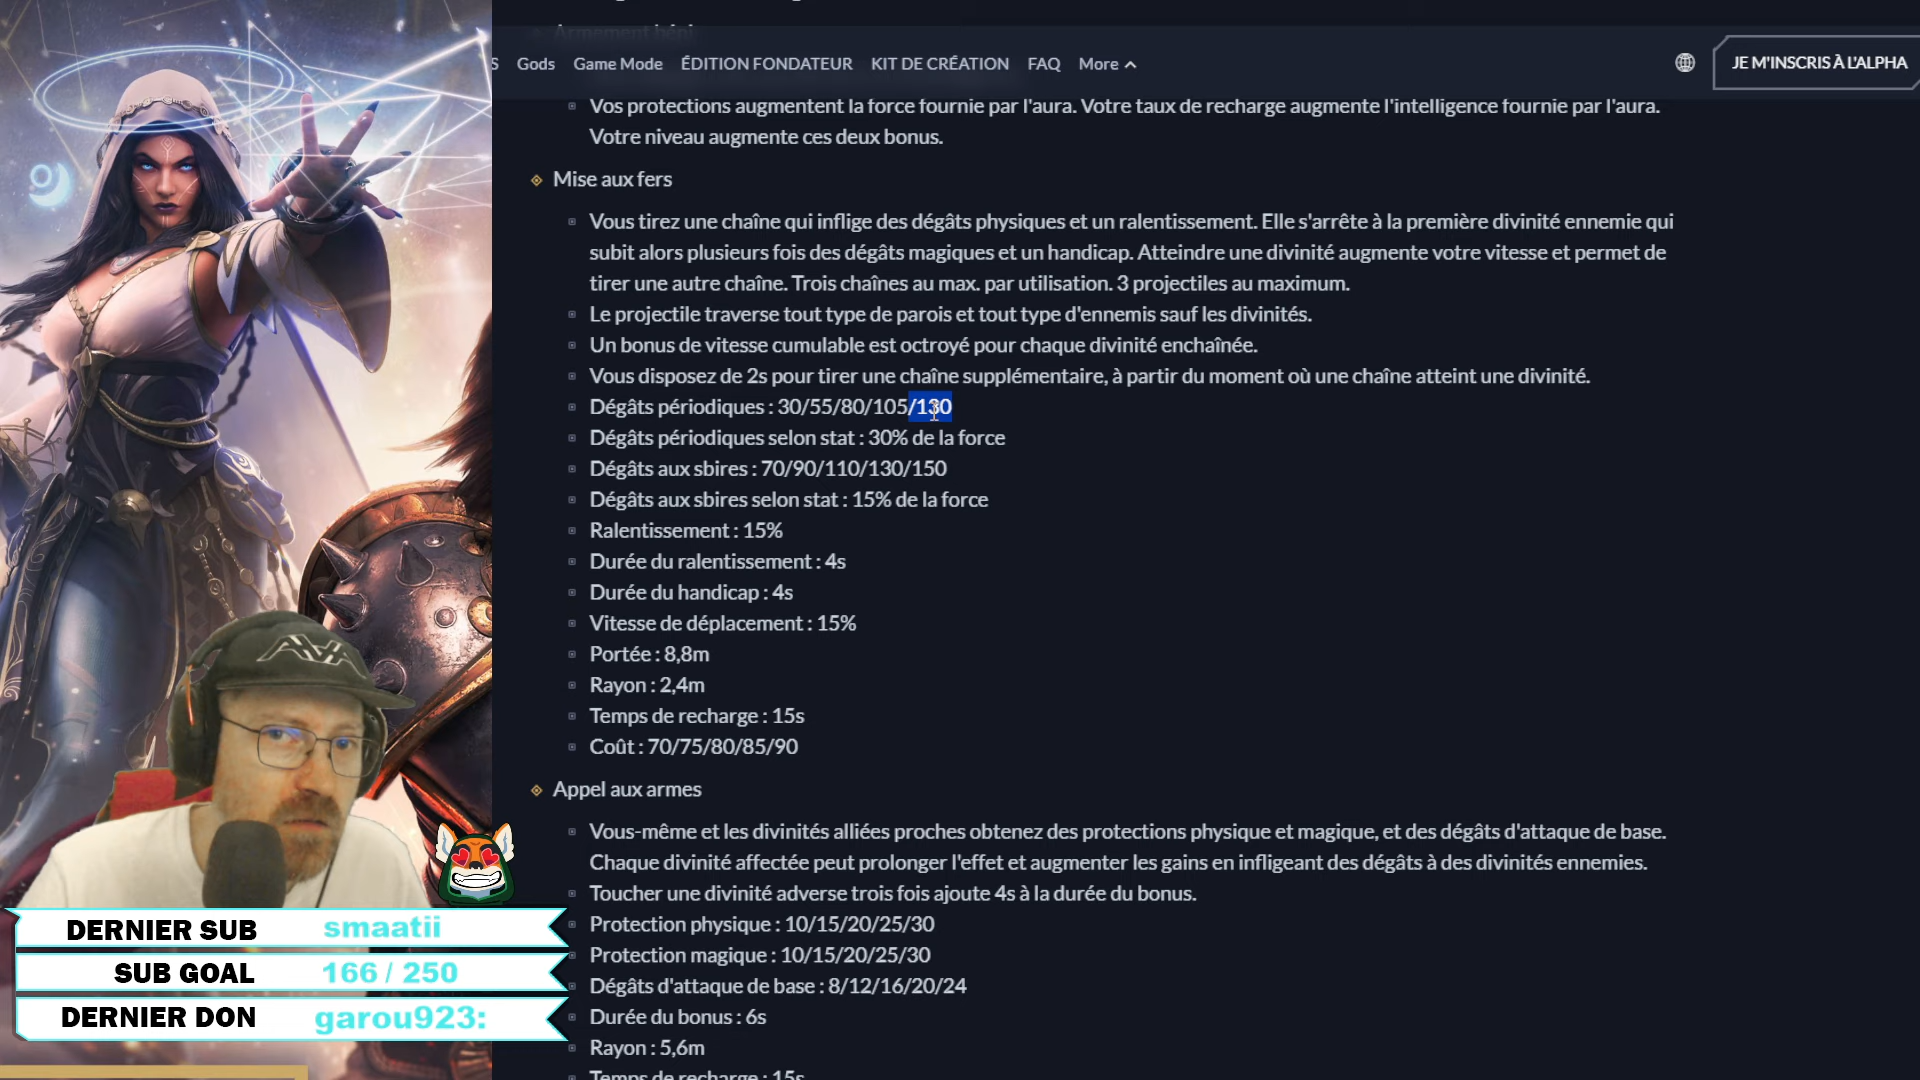 Gods Game Mode ÉDITION FONDATEUR KIT DE CRÉATION FAQ More
JE M'INSCRIS À L'ALPHA
Vos protections augmentent la force fournie par l'aura. Votre taux de recharge augmente l'intelligence fournie par l'aura.
Votre niveau augmente ces deux bonus.
Mise aux fers
Vous tirez une chaîne qui inflige des dégâts physiques et un ralentissement. Elle s'arrête à la première divinité ennemie qui
subit alors plusieurs fois des dégâts magiques et un handicap. Atteindre une divinité augmente votre vitesse et permet de
tirer une autre chaîne. Trois chaînes au max. par utilisation. 3 projectiles au maximum.
Le projectile traverse tout type de parois et tout type d'ennemis sauf les divinités.
Un bonus de vitesse cumulable est octroyé pour chaque divinité enchaînée.
Vous disposez de 2s pour tirer une chaîne supplémentaire, à partir du moment où une chaîne atteint une divinité.
Dégâts périodiques : 30/55/80/105/130
Dégâts périodiques selon stat : 30% de la force
Dégâts aux sbires : 70/90/110/130/150
Dégâts aux sbires selon stat : 15% de la force
Ralentissement : 15%
Durée du ralentissement : 4s
Durée du handicap : 4s
Vitesse de déplacement : 15%
Portée : 8,8m
Rayon : 2,4m
Temps de recharge : 15s
Coût : 70/75/80/85/90
Appel aux armes
Vous-même et les divinités alliées proches obtenez des protections physique et magique, et des dégâts d'attaque de base.
Chaque divinité affectée peut prolonger l'effet et augmenter les gains en infligeant des dégâts à des divinités ennemies.
Toucher une divinité adverse trois fois ajoute 4s à la durée du bonus.
Protection physique : 10/15/20/25/30
Protection magique : 10/15/20/25/30
Dégâts d'attaque de base : 8/12/16/20/24
Durée du bonus : 6s
Rayon : 5,6m
Temps de recharge : 15s
DERNIER SUB smaatii
SUB GOAL 166 / 250
DERNIER DON garou923: